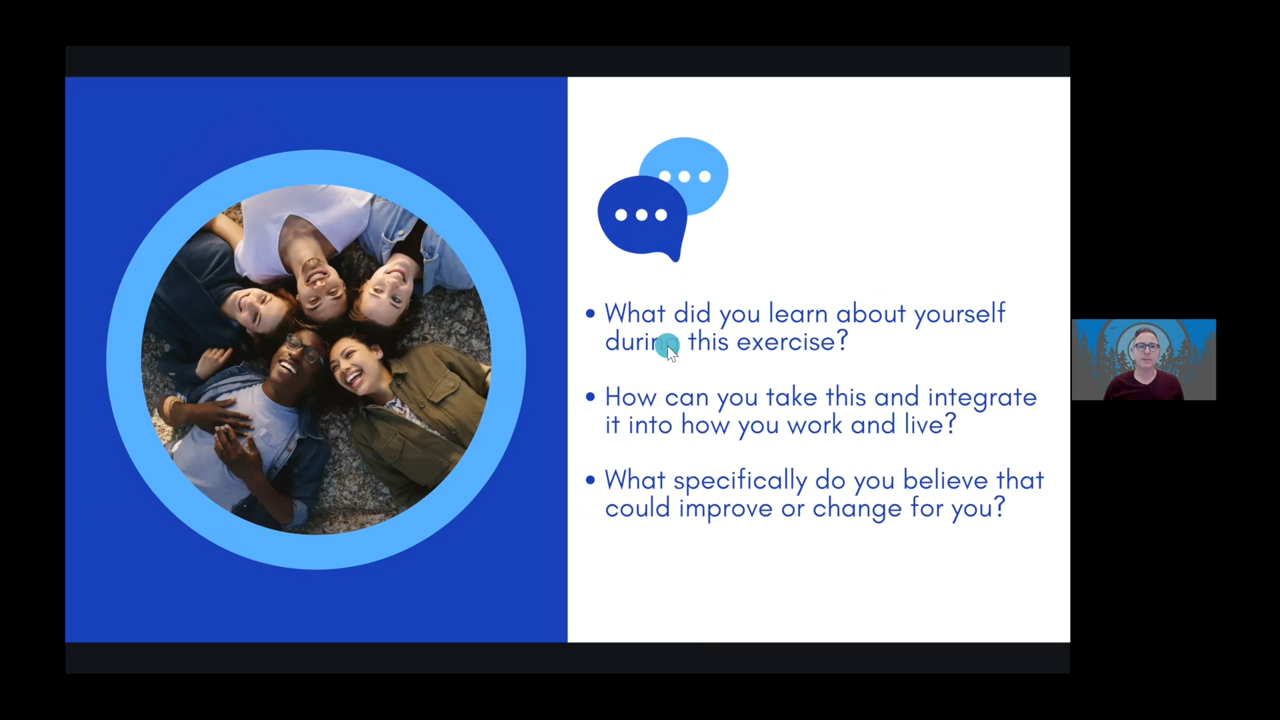 What did you learn about yourself
during this exercise?
How can you take this and integrate
it into how you work and live?
What specifically do you believe that
could improve or change for you?